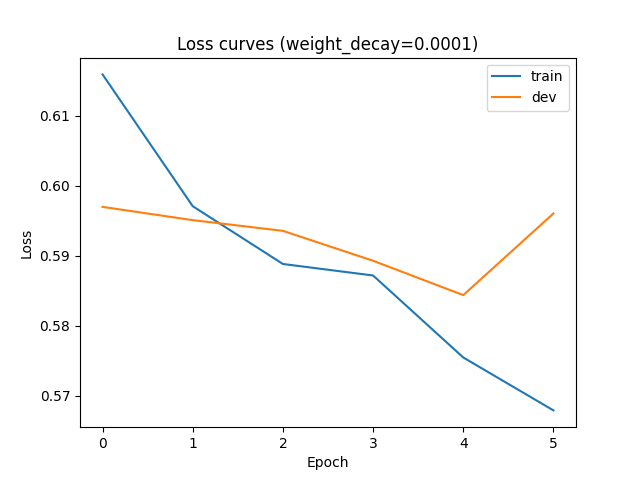 Loss curves (weight_decay=0.0001)
train
dev
0.61
0.60
0.59
0.58
0.57
Loss
0 1 2 3 4 5
Epoch